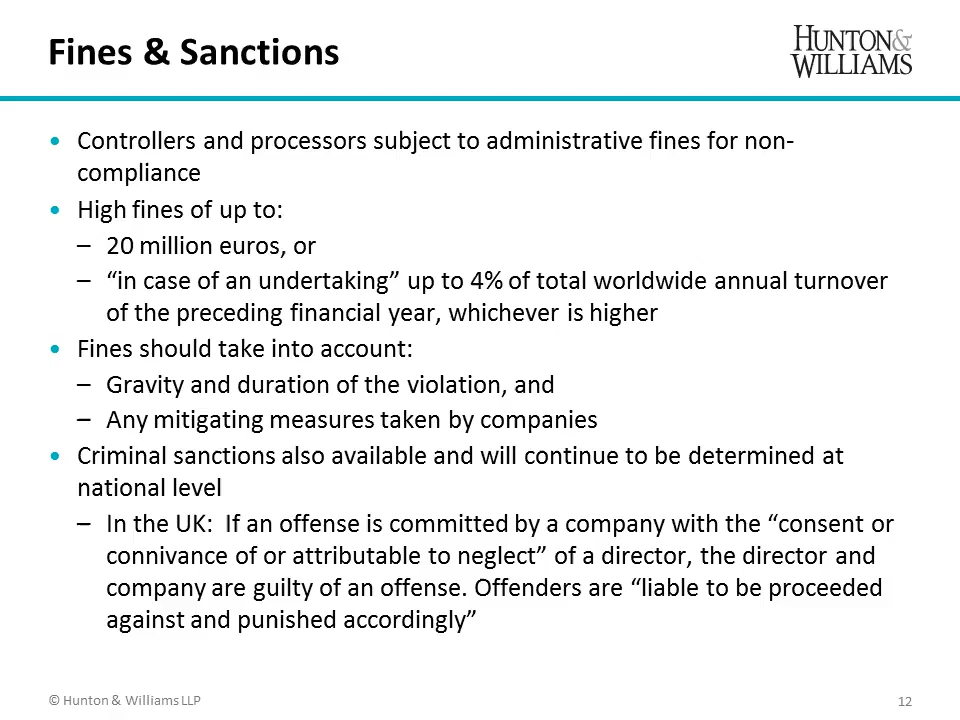 Fines & Sanctions
HUNTON&
WILLIAMS
• Controllers and processors subject to administrative fines for non-
compliance
• High fines of up to:
– 20 million euros, or
– “in case of an undertaking” up to 4% of total worldwide annual turnover
of the preceding financial year, whichever is higher
• Fines should take into account:
– Gravity and duration of the violation, and
– Any mitigating measures taken by companies
• Criminal sanctions also available and will continue to be determined at
national level
– In the UK:  If an offense is committed by a company with the “consent or
connivance of or attributable to neglect” of a director, the director and
company are guilty of an offense. Offenders are “liable to be proceeded
against and punished accordingly”
© Hunton & Williams LLP
12